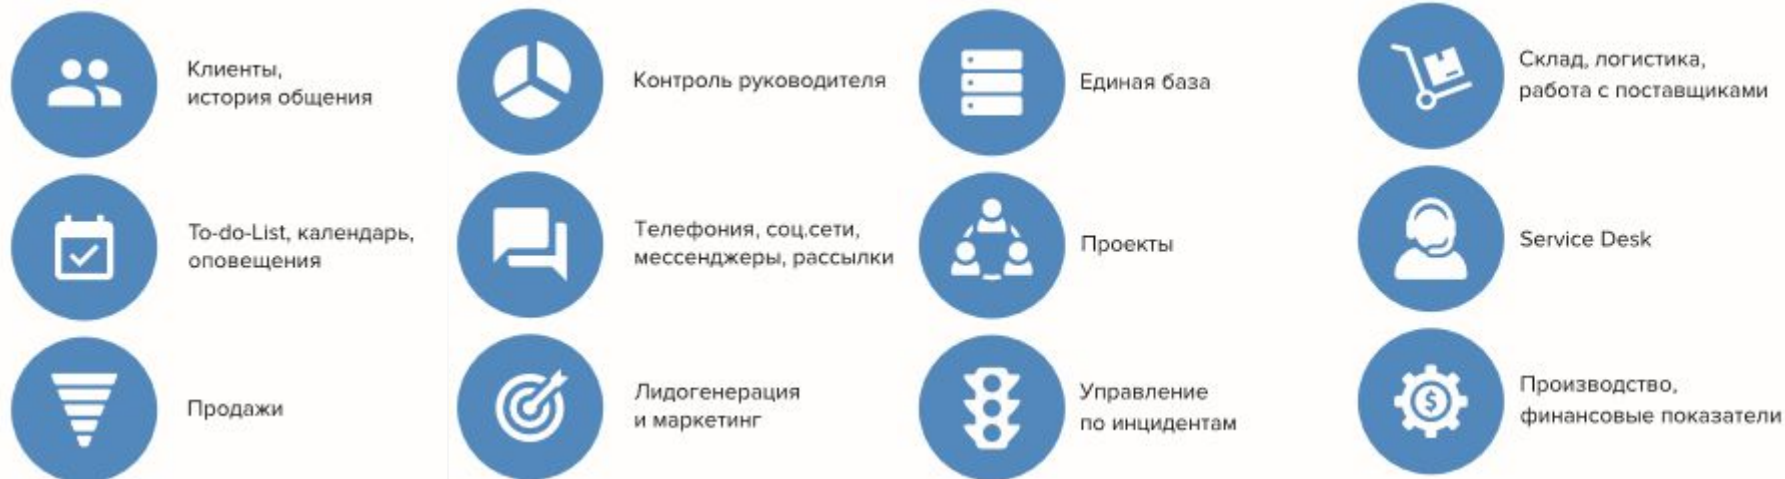 Клиенты,
история общения
Контроль руководителя
Единая база
Склад, логистика,
работа с поставщиками
To-do-List, календарь,
оповещения
Телефония, соц.сети,
мессенджеры, рассылки
Проекты
Service Desk
Продажи
Лидогенерация
и маркетинг
Управление
по инцидентам
Производство,
финансовые показатели
$